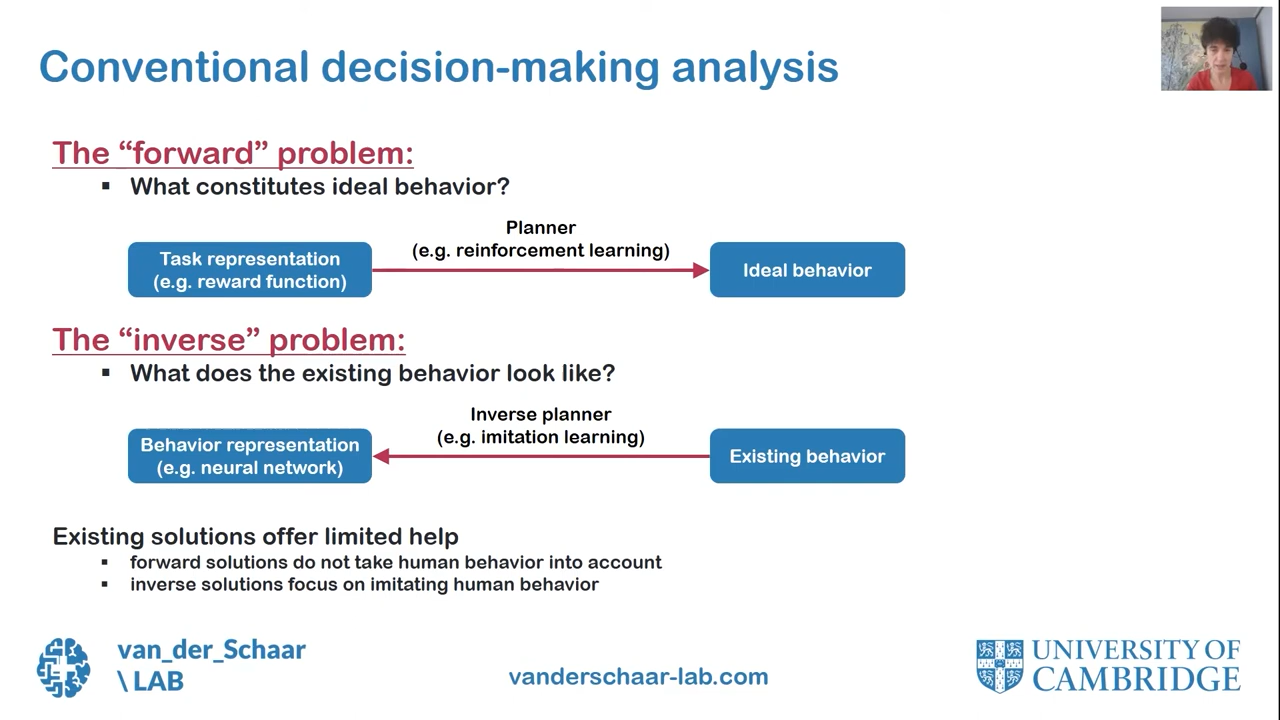 Conventional decision-making analysis
The “forward” problem:
▪ What constitutes ideal behavior?
Planner
(e.g. reinforcement learning)
Task representation
(e.g. reward function)
Ideal behavior
The “inverse” problem:
▪ What does the existing behavior look like?
Inverse planner
(e.g. imitation learning)
Behavior representation
(e.g. neural network)
Existing behavior
Existing solutions offer limited help
▪ forward solutions do not take human behavior into account
▪ inverse solutions focus on imitating human behavior
van_der_Schaar
\ LAB
vanderschaar-lab.com
UNIVERSITY OF
CAMBRIDGE